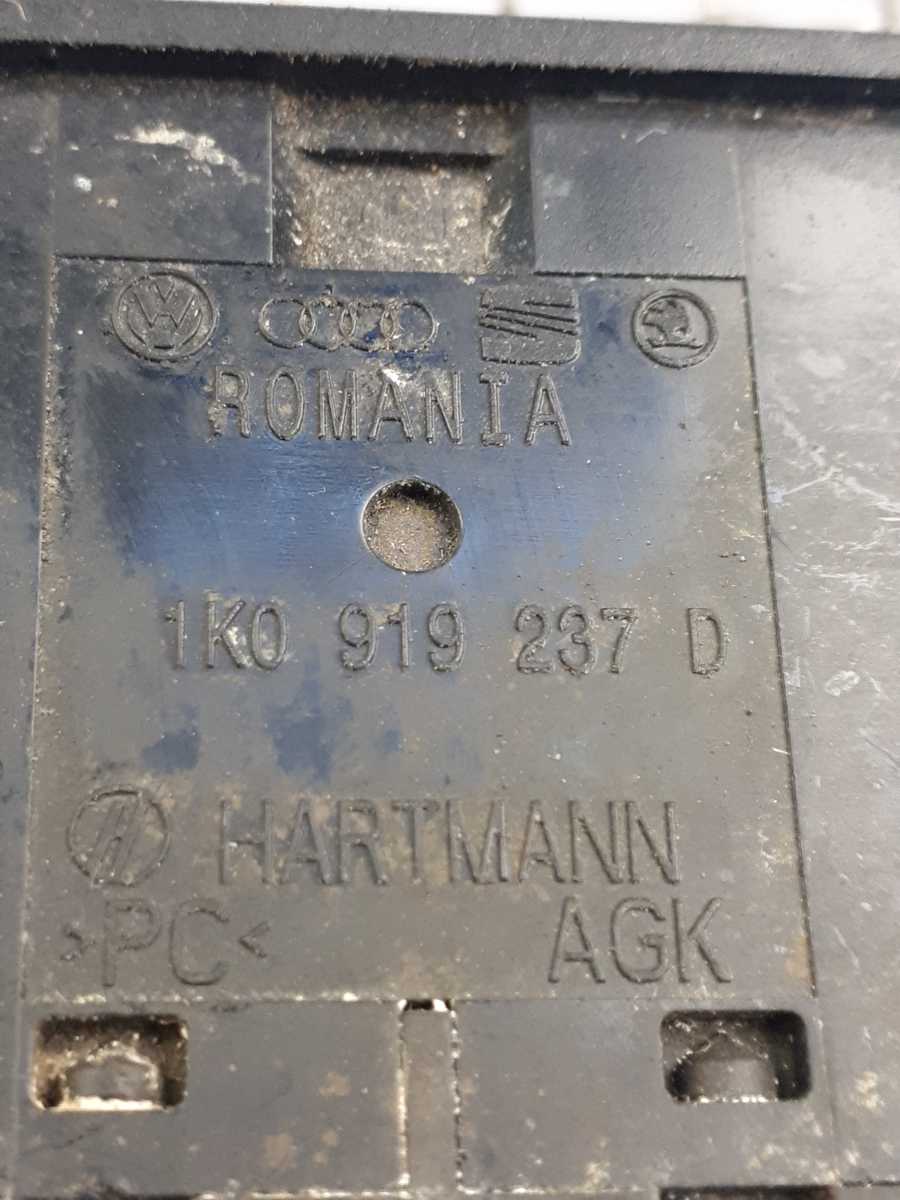 ROMANIA
1K0 919 237 D
HARTMANN
>PC< AGK